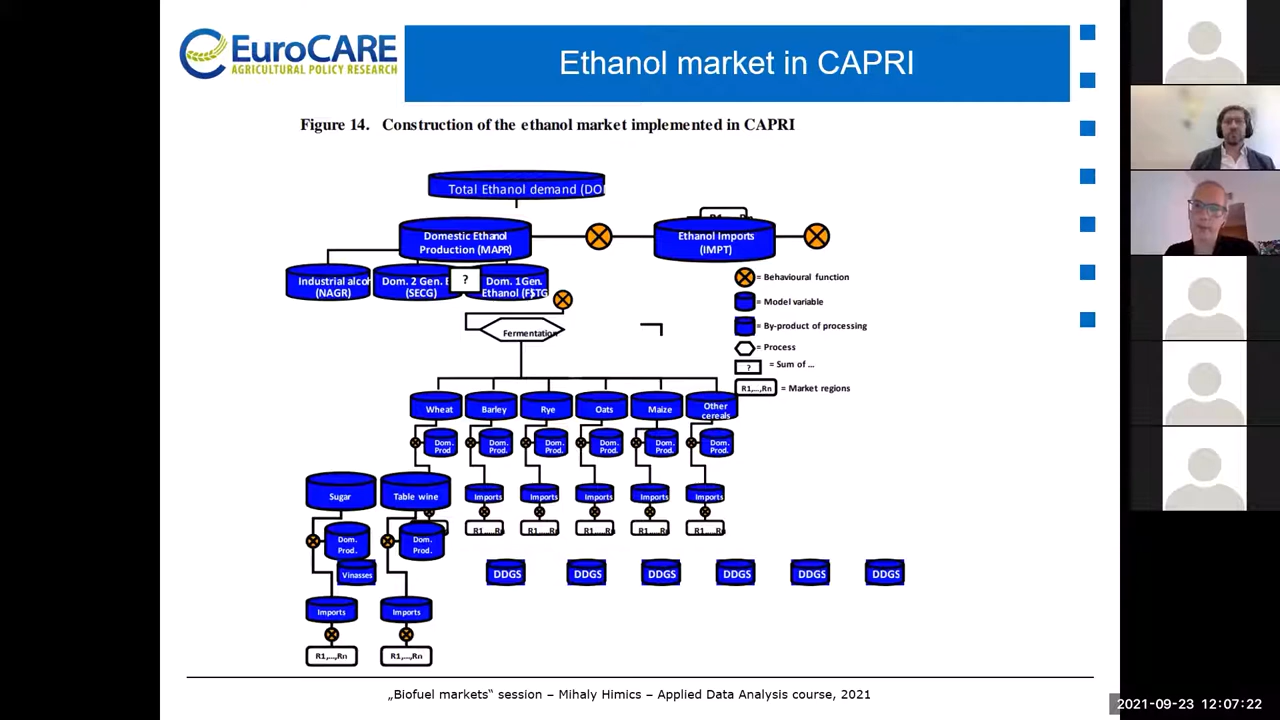 EuroCARE
AGRICULTURAL POLICY RESEARCH
Ethanol market in CAPRI
Figure 14. Construction of the ethanol market implemented in CAPRI
Total Ethanol demand (DO
Domestic Ethanol
Production (MAPR)
R1,...,Rn
Ethanol Imports
(IMPT)
Industrial alcoh
(NAGR)
Dom. 2 Gen. E
(SECG)
?
Dom. 1Gen.
Ethanol (FSTG
= Behavioural function
= Model variable
= By-product of processing
= Process
? = Sum of ...
R1,...,Rn = Market regions
Fermentation
Wheat
Barley
Rye
Oats
Maize
Other
cereals
Dom.
Prod
Dom.
Prod.
Dom.
Prod.
Dom.
Prod.
Dom.
Prod.
Dom.
Prod.
Imports
Imports
Imports
Imports
Imports
R1,...,Rn
R1,...,Rn
R1,...,Rn
R1,...,Rn
R1,...,Rn
Sugar
Table wine
Dom.
Prod.
Dom.
Prod.
Vinasses
DDGS
DDGS
DDGS
DDGS
DDGS
DDGS
Imports
Imports
R1,...,Rn
R1,...,Rn
„Biofuel markets“ session – Mihaly Himics – Applied Data Analysis course, 2021
2021-09-23 12:07:22